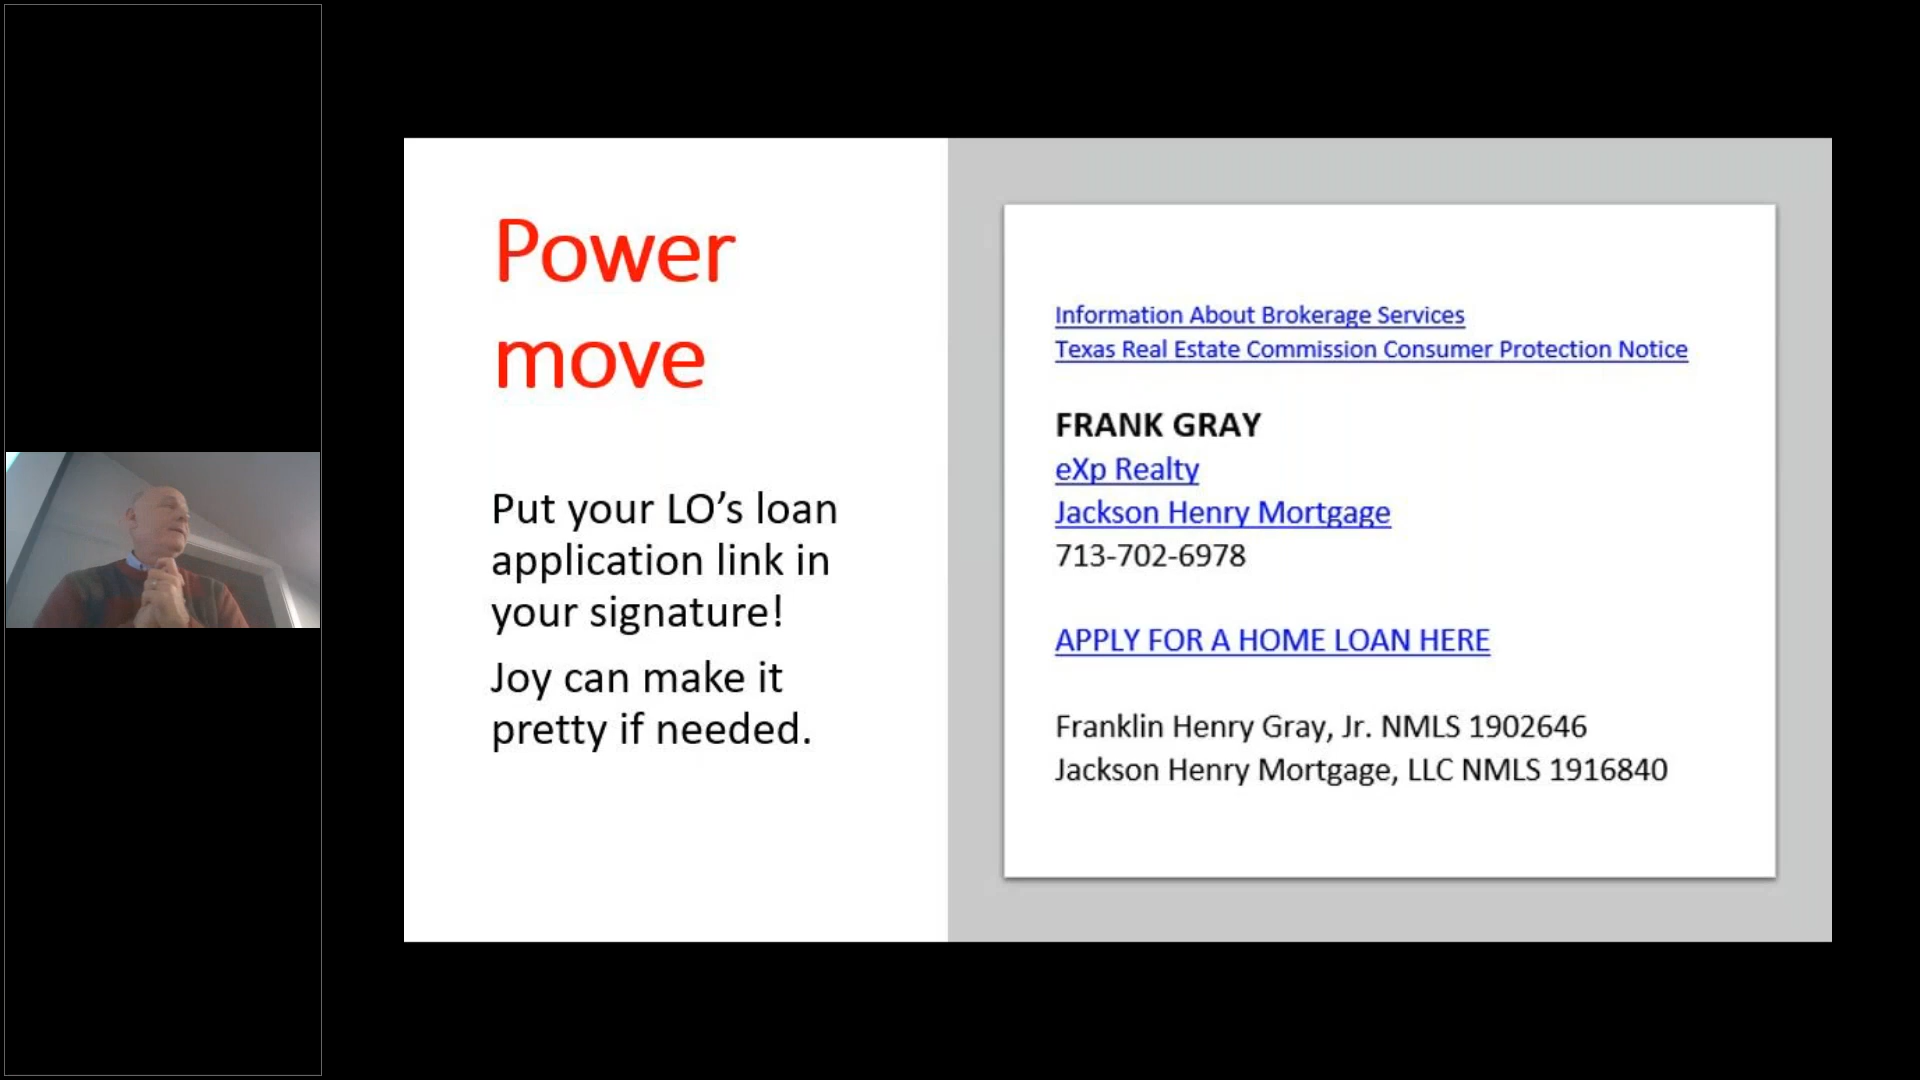 Power
move
Put your LO’s loan
application link in
your signature!
Joy can make it
pretty if needed.
Information About Brokerage Services
Texas Real Estate Commission Consumer Protection Notice
FRANK GRAY
eXp Realty
Jackson Henry Mortgage
713-702-6978
APPLY FOR A HOME LOAN HERE
Franklin Henry Gray, Jr. NMLS 1902646
Jackson Henry Mortgage, LLC NMLS 1916840